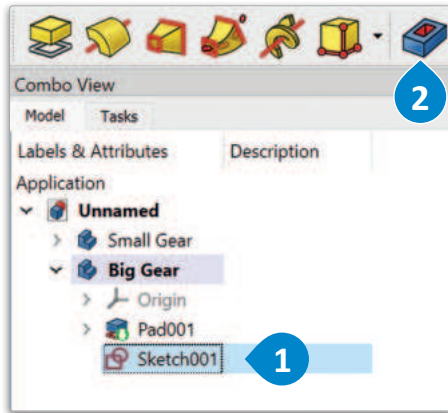 2
Combo View
Model Tasks
Labels & Attributes Description
Application
Unnamed
Small Gear
Big Gear
Origin
Pad001
Sketch001 1